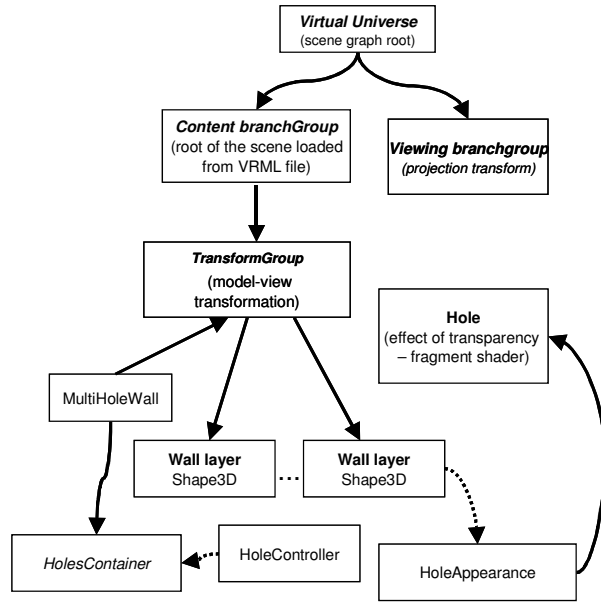 Virtual Universe
(scene graph root)
Content branchGroup
(root of the scene loaded
from VRML file)
Viewing branchgroup
(projection transform)
TransformGroup
(model-view
transformation)
Hole
(effect of transparency
– fragment shader)
MultiHoleWall
Wall layer
Shape3D
Wall layer
Shape3D
HolesContainer
HoleController
HoleAppearance